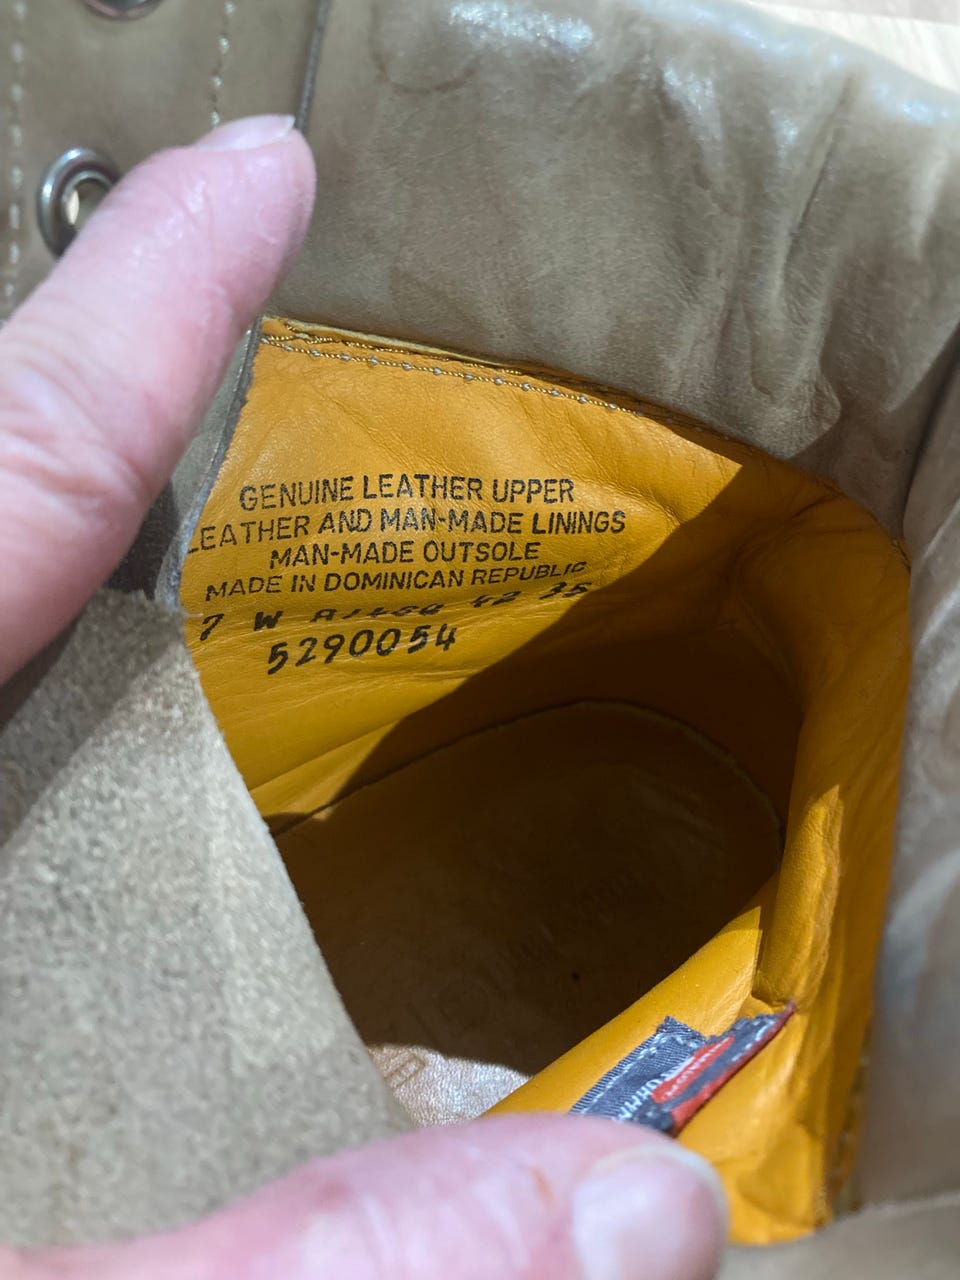 GENUINE LEATHER UPPER
LEATHER AND MAN-MADE LININGS
MAN-MADE OUTSOLE
MADE IN DOMINICAN REPUBLIC
7 W
5290054